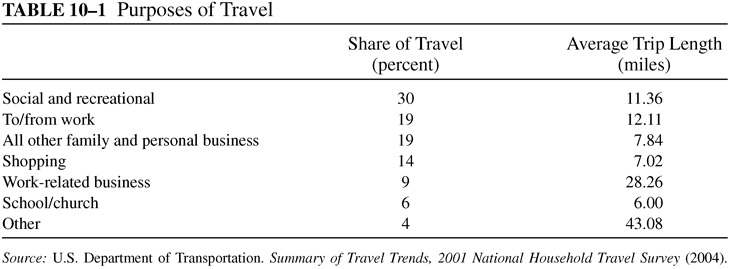 TABLE 10–1 Purposes of Travel
Share of Travel Average Trip Length
(percent) (miles)
Social and recreational 30 11.36
To/from work 19 12.11
All other family and personal business 19 7.84
Shopping 14 7.02
Work-related business 9 28.26
School/church 6 6.00
Other 4 43.08
Source: U.S. Department of Transportation. Summary of Travel Trends, 2001 National Household Travel Survey (2004).